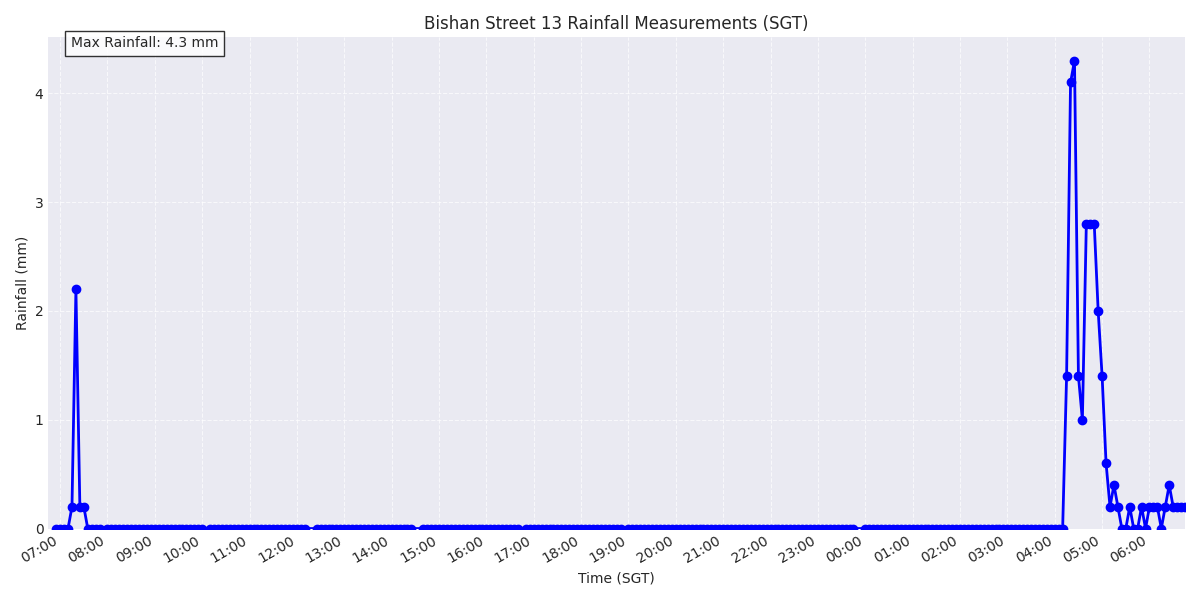 Bishan Street 13 Rainfall Measurements (SGT)
Max Rainfall: 4.3 mm
Rainfall (mm)
4
3
2
1
0
07:00 08:00 09:00 10:00 11:00 12:00 13:00 14:00 15:00 16:00 17:00 18:00 19:00 20:00 21:00 22:00 23:00 00:00 01:00 02:00 03:00 04:00 05:00 06:00
Time (SGT)